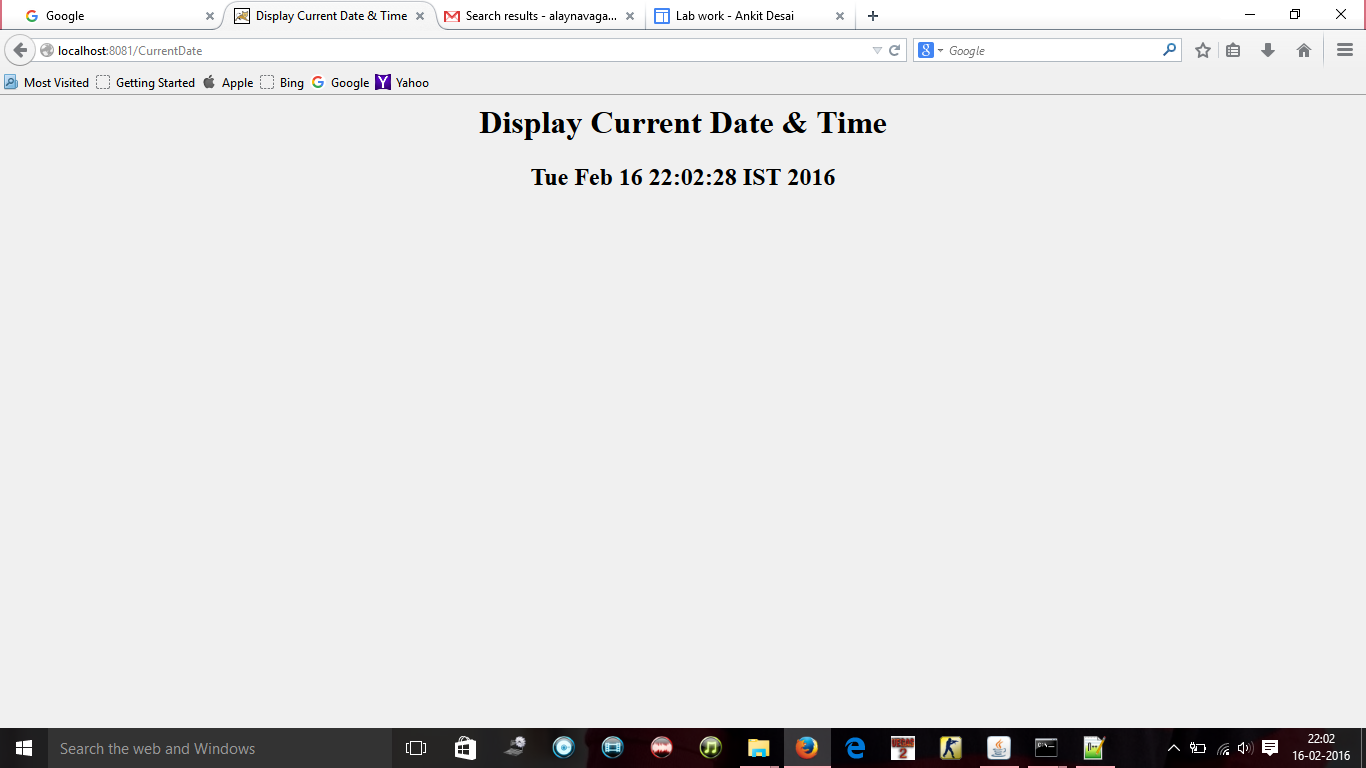 Google
Display Current Date & Time
Search results - alaynavaga...
Lab work - Ankit Desai
localhost:8081/CurrentDate
Google
Most Visited
Getting Started
Apple
Bing
Google
Yahoo
Display Current Date & Time
Tue Feb 16 22:02:28 IST 2016
Search the web and Windows
22:02
16-02-2016